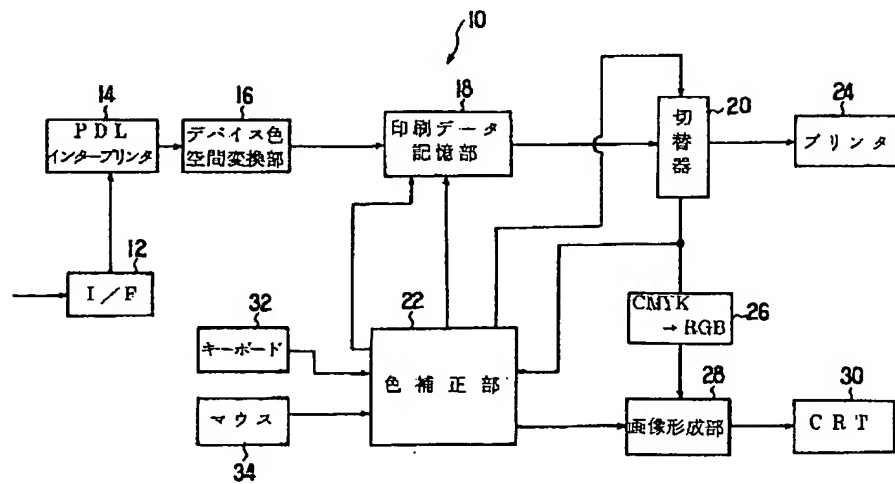 10
14
PDL
インタープリンタ
16
デバイス色
空間変換部
18
印刷データ
記憶部
20
切替器
24
プリンタ
12
I/F
32
キーボード
22
色補正部
CMYK
→RGB
26
マウス
34
28
画像形成部
30
CRT